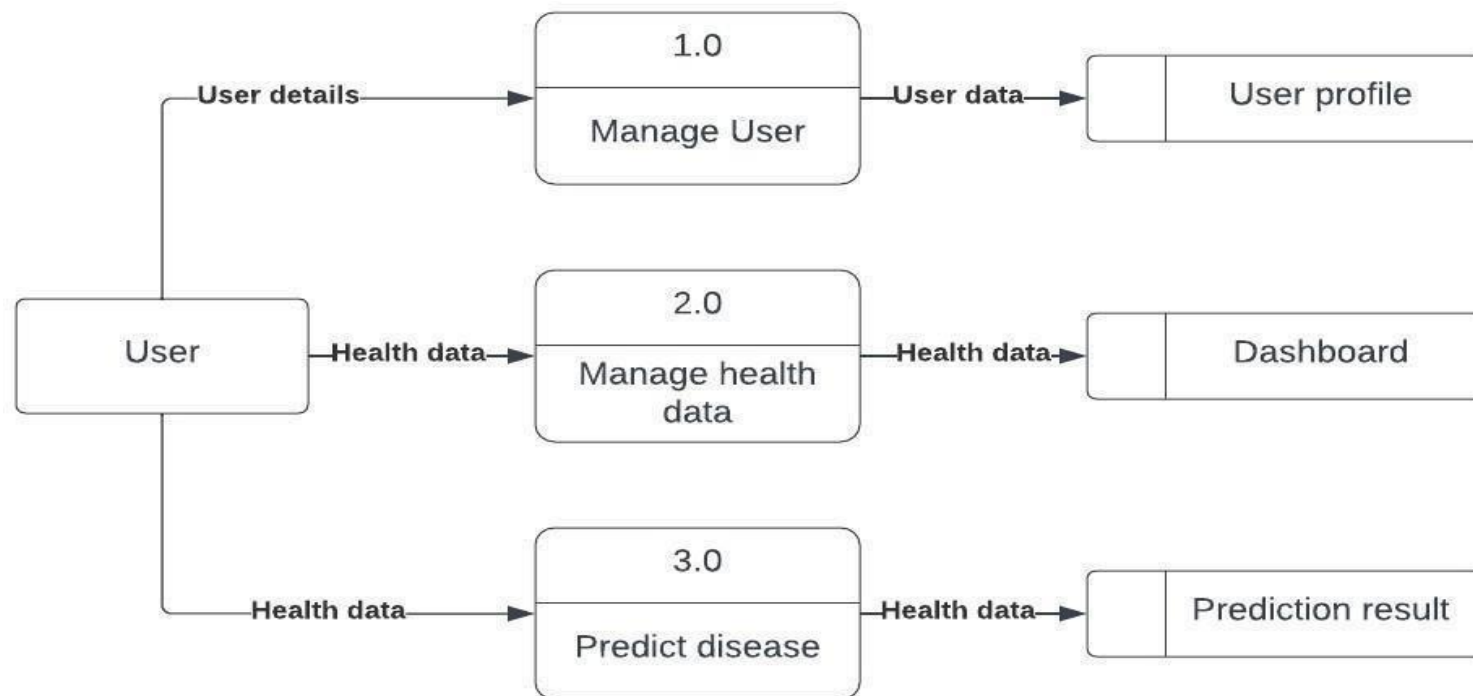 1.0
User details
User data
User profile
Manage User
2.0
User
Health data
Health data
Dashboard
Manage health
data
3.0
Health data
Health data
Prediction result
Predict disease